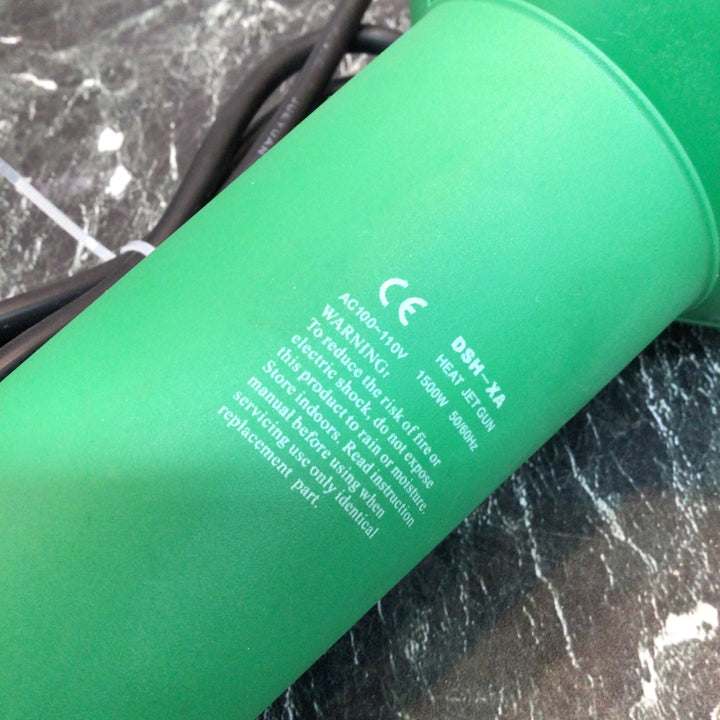 CE DSH-XA
HEAT JET GUN
AC100~110V 1500W 50/60Hz
WARNING:
To reduce the risk of fire or
electric shock, do not expose
this product to rain or moisture.
Store indoors. Read instruction
manual before using when
servicing use only identical
replacement part.